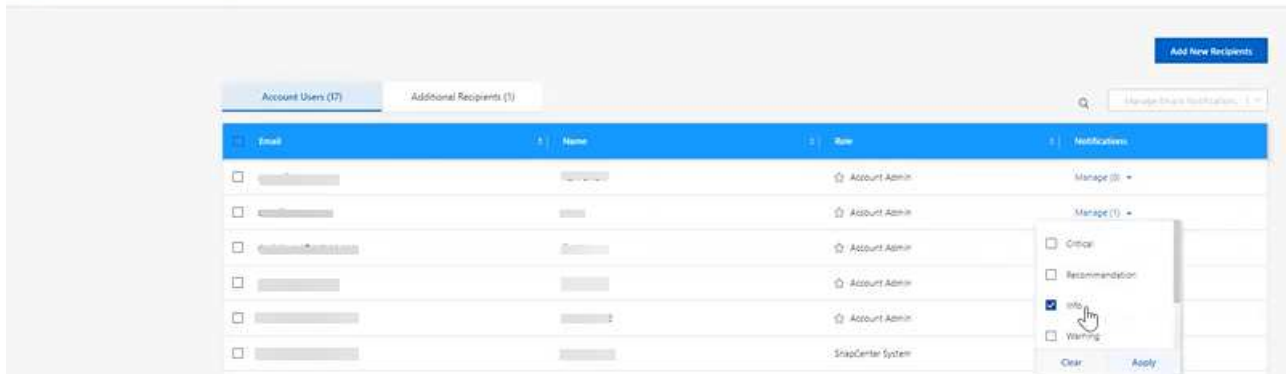 Add New Recipients
Account Users (17) Additional Recipients (1)
Email Name Role Notifications
Account Admin Manage (0)
Account Admin Manage (1)
Account Admin Critical
Account Admin Recommendation
Account Admin Info
Warning
SnapCenter System
Clear Apply